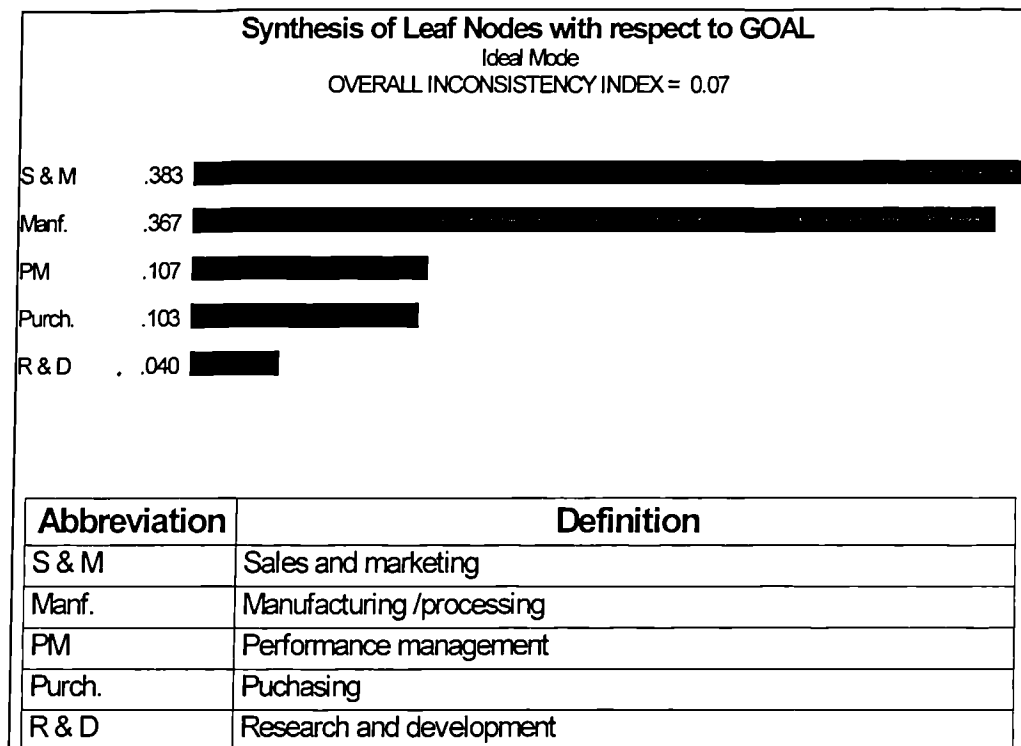 Synthesis of Leaf Nodes with respect to GOAL
Ideal Mode
OVERALL INCONSISTENCY INDEX = 0.07
S & M .383
Manf. .367
PM .107
Purch. .103
R & D .040
Abbreviation Definition
S & M Sales and marketing
Manf. Manufacturing /processing
PM Performance management
Purch. Puchasing
R & D Research and development